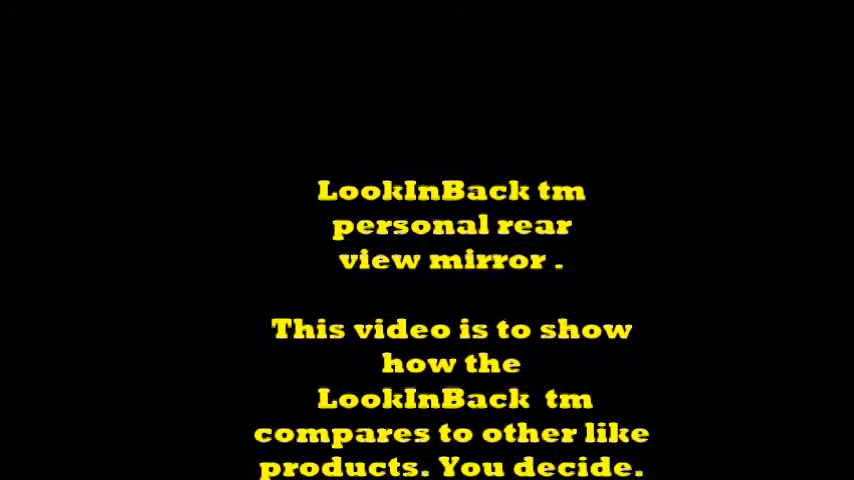 LookInBack tm
personal rear
view mirror .
This video is to show
how the
LookInBack tm
compares to other like
products. You decide.